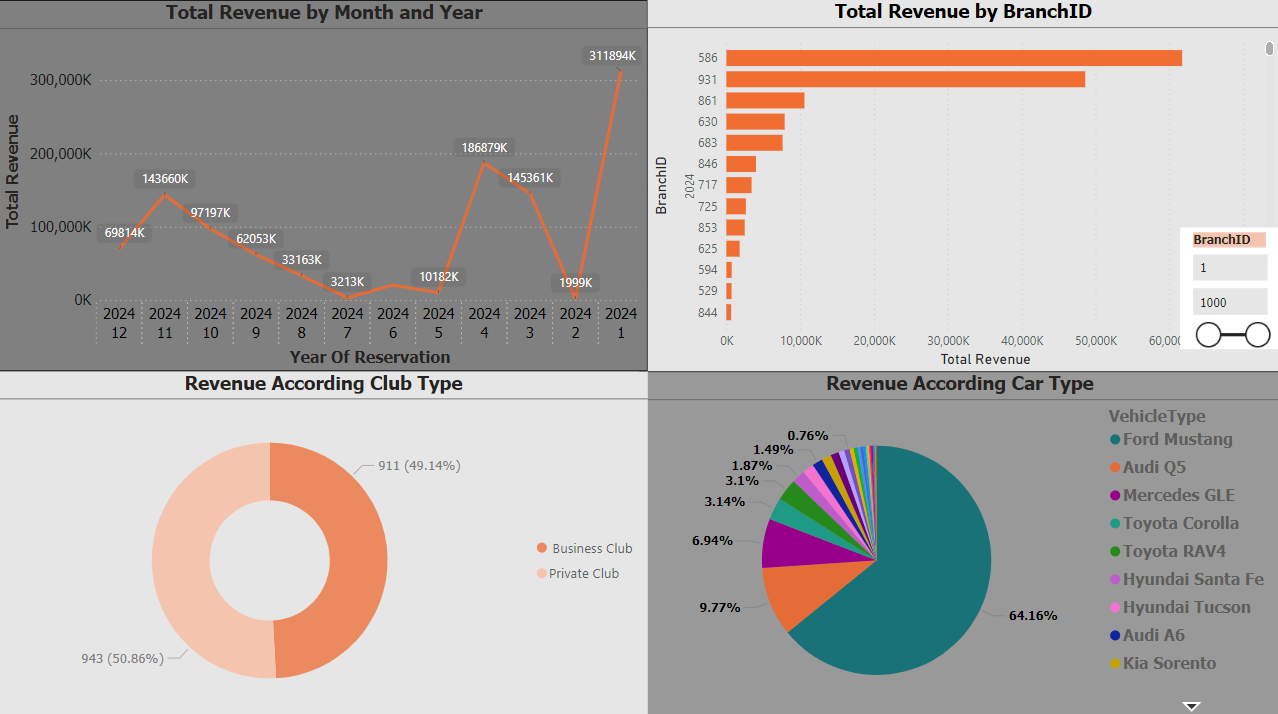 Total Revenue by Month and Year
Total Revenue
300,000K
200,000K
100,000K
0K
69814K
143660K
97197K
62053K
33163K
3213K
10182K
186879K
145361K
1999K
311894K
2024 2024 2024 2024 2024 2024 2024 2024 2024 2024 2024 2024
12 11 10 9 8 7 6 5 4 3 2 1
Year Of Reservation
Total Revenue by BranchID
BranchID
2024
586
931
861
630
683
846
717
725
853
625
594
529
844
0K 10,000K 20,000K 30,000K 40,000K 50,000K
Total Revenue
BranchID
1
1000
Revenue According Club Type
911 (49.14%)
943 (50.86%)
Business Club
Private Club
Revenue According Car Type
0.76%
1.49%
1.87%
3.1%
3.14%
6.94%
9.77%
64.16%
VehicleType
Ford Mustang
Audi Q5
Mercedes GLE
Toyota Corolla
Toyota RAV4
Hyundai Santa Fe
Hyundai Tucson
Audi A6
Kia Sorento